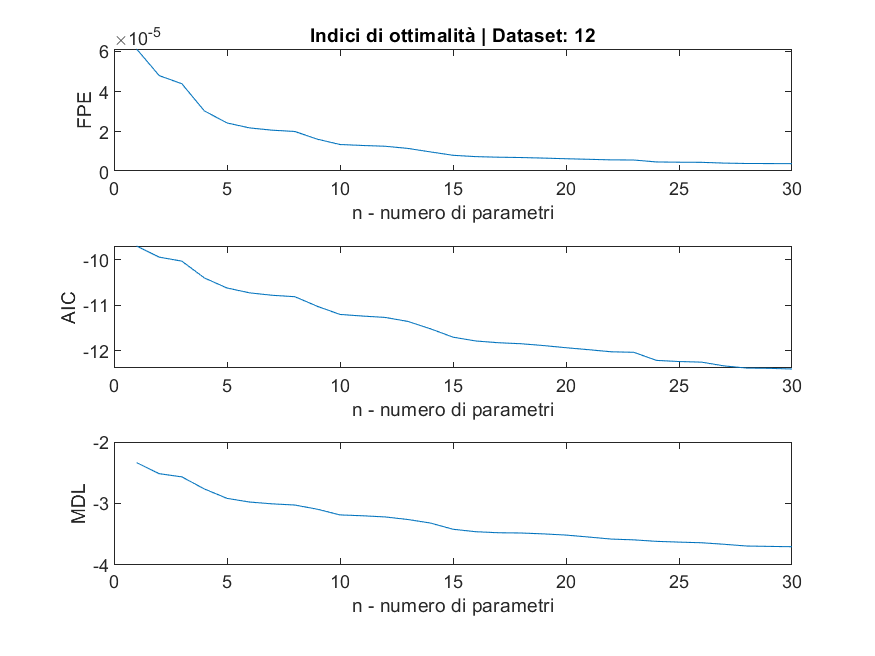 Indici di ottimalità | Dataset: 12
×10-5
6
4
2
0
FPE
0 5 10 15 20 25 30
n - numero di parametri
-10
-11
-12
AIC
0 5 10 15 20 25 30
n - numero di parametri
-2
-3
-4
MDL
0 5 10 15 20 25 30
n - numero di parametri